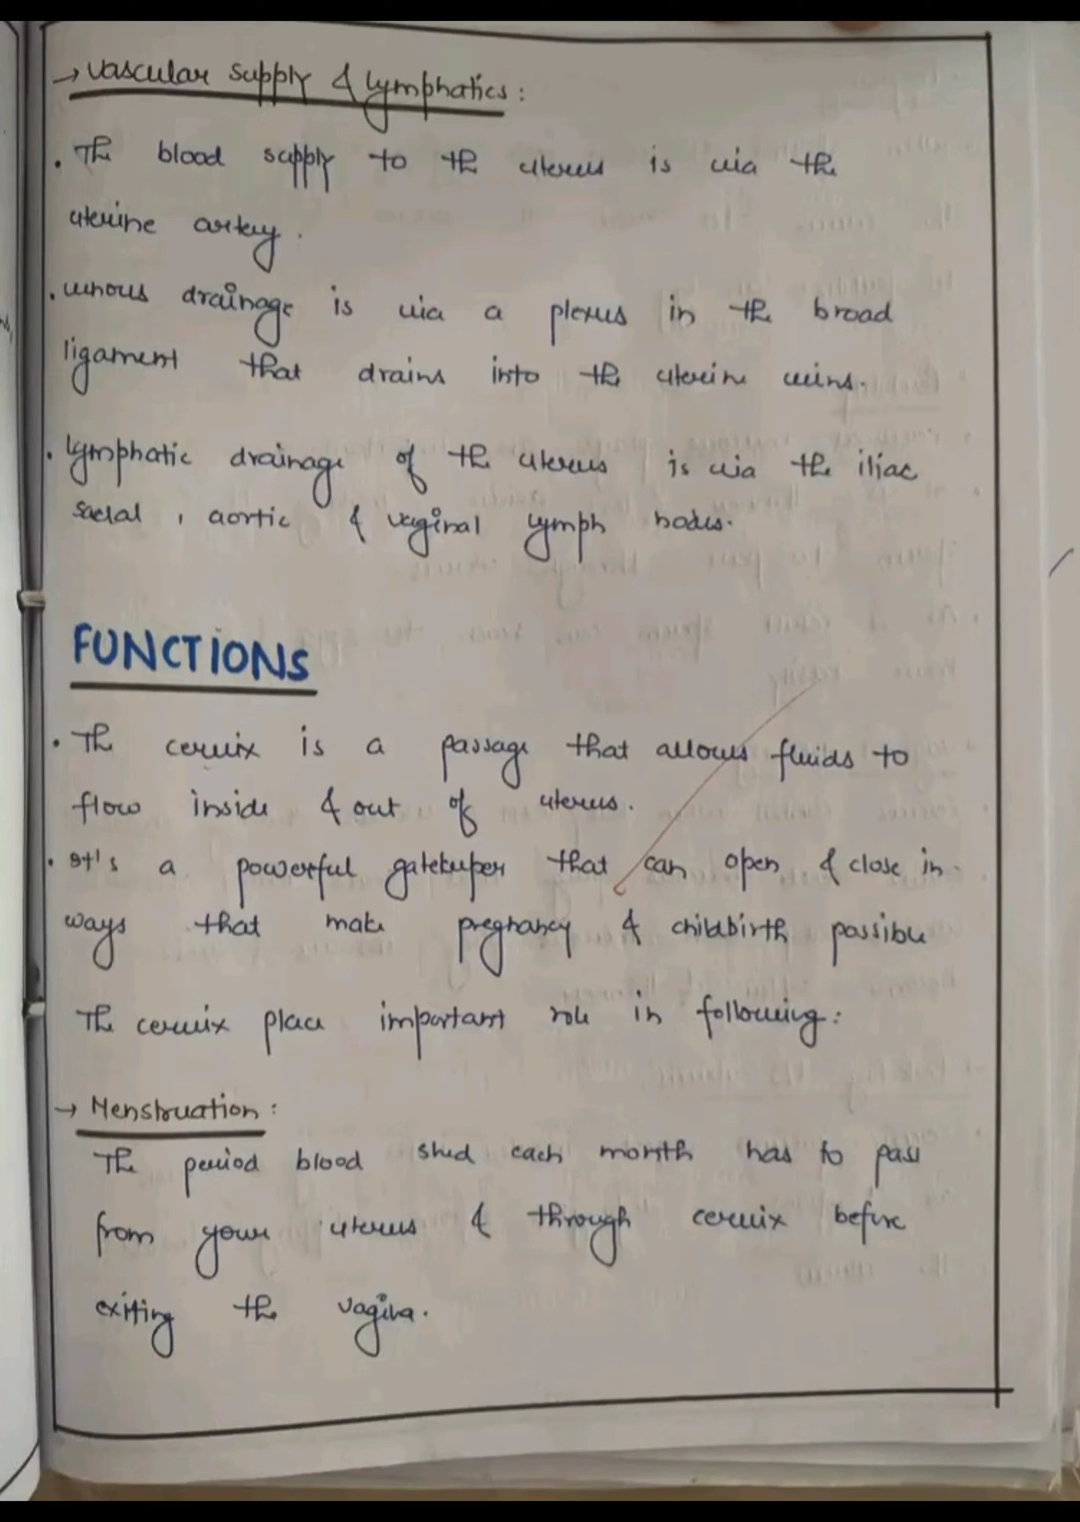 → Vascular supply & lymphatics:
. The blood supply to the uterus is via the
uterine artery.
. venous drainage is via a plexus in the broad
ligament that drains into the uterine veins.
. lymphatic drainage of the uterus is via the iliac
sacral , aortic & vaginal lymph nodes.
FUNCTIONS
. The cervix is a passage that allows fluids to
flow inside & out of uterus.
. It's a powerful gatekeeper that can open & close in
ways that make pregnancy & childbirth possible
The cervix place important role in following:
→ Menstruation:
The period blood shed each month has to pass
from your uterus & through cervix before
exiting the vagina.